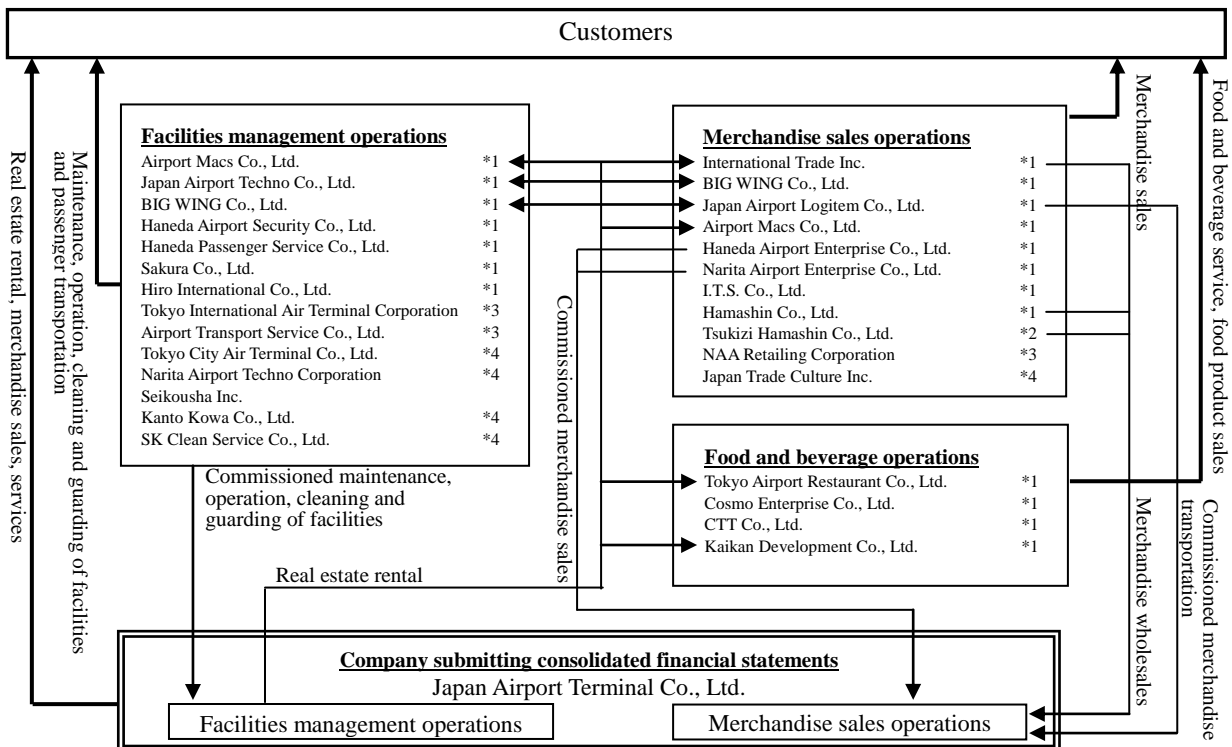 Customers
Real estate rental, merchandise sales, services
Maintenance, operation, cleaning and guarding of facilities
and passenger transportation
Facilities management operations
Airport Macs Co., Ltd. *1
Japan Airport Techno Co., Ltd. *1
BIG WING Co., Ltd. *1
Haneda Airport Security Co., Ltd. *1
Haneda Passenger Service Co., Ltd. *1
Sakura Co., Ltd. *1
Hiro International Co., Ltd. *1
Tokyo International Air Terminal Corporation *3
Airport Transport Service Co., Ltd. *3
Tokyo City Air Terminal Co., Ltd. *4
Narita Airport Techno Corporation *4
Seikousha Inc.
Kanto Kowa Co., Ltd. *4
SK Clean Service Co., Ltd. *4
Merchandise sales operations
International Trade Inc. *1
BIG WING Co., Ltd. *1
Japan Airport Logitem Co., Ltd. *1
Airport Macs Co., Ltd. *1
Haneda Airport Enterprise Co., Ltd. *1
Narita Airport Enterprise Co., Ltd. *1
I.T.S. Co., Ltd. *1
Hamashin Co., Ltd. *1
Tsukizi Hamashin Co., Ltd. *2
NAA Retailing Corporation *3
Japan Trade Culture Inc. *4
Merchandise sales
Food and beverage service, food product sales
Food and beverage operations
Tokyo Airport Restaurant Co., Ltd. *1
Cosmo Enterprise Co., Ltd. *1
CTT Co., Ltd. *1
Kaikan Development Co., Ltd. *1
Commissioned maintenance,
operation, cleaning and
guarding of facilities
Commissioned merchandise sales
Real estate rental
Merchandise wholesales
Commissioned merchandise
transportation
Company submitting consolidated financial statements
Japan Airport Terminal Co., Ltd.
Facilities management operations
Merchandise sales operations